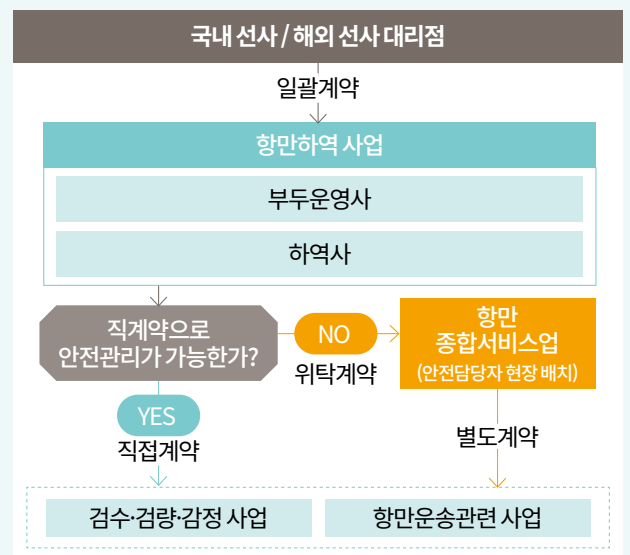 국내 선사 / 해외 선사 대리점
일괄계약
항만하역 사업
부두운영사
하역사
직계약으로
안전관리가 가능한가?
NO
위탁계약
항만
종합서비스업
(안전담당자 현장 배치)
YES
직접계약
별도계약
검수·검량·감정 사업
항만운송관련 사업